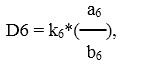 D6 = k₆*(a₆/b₆),